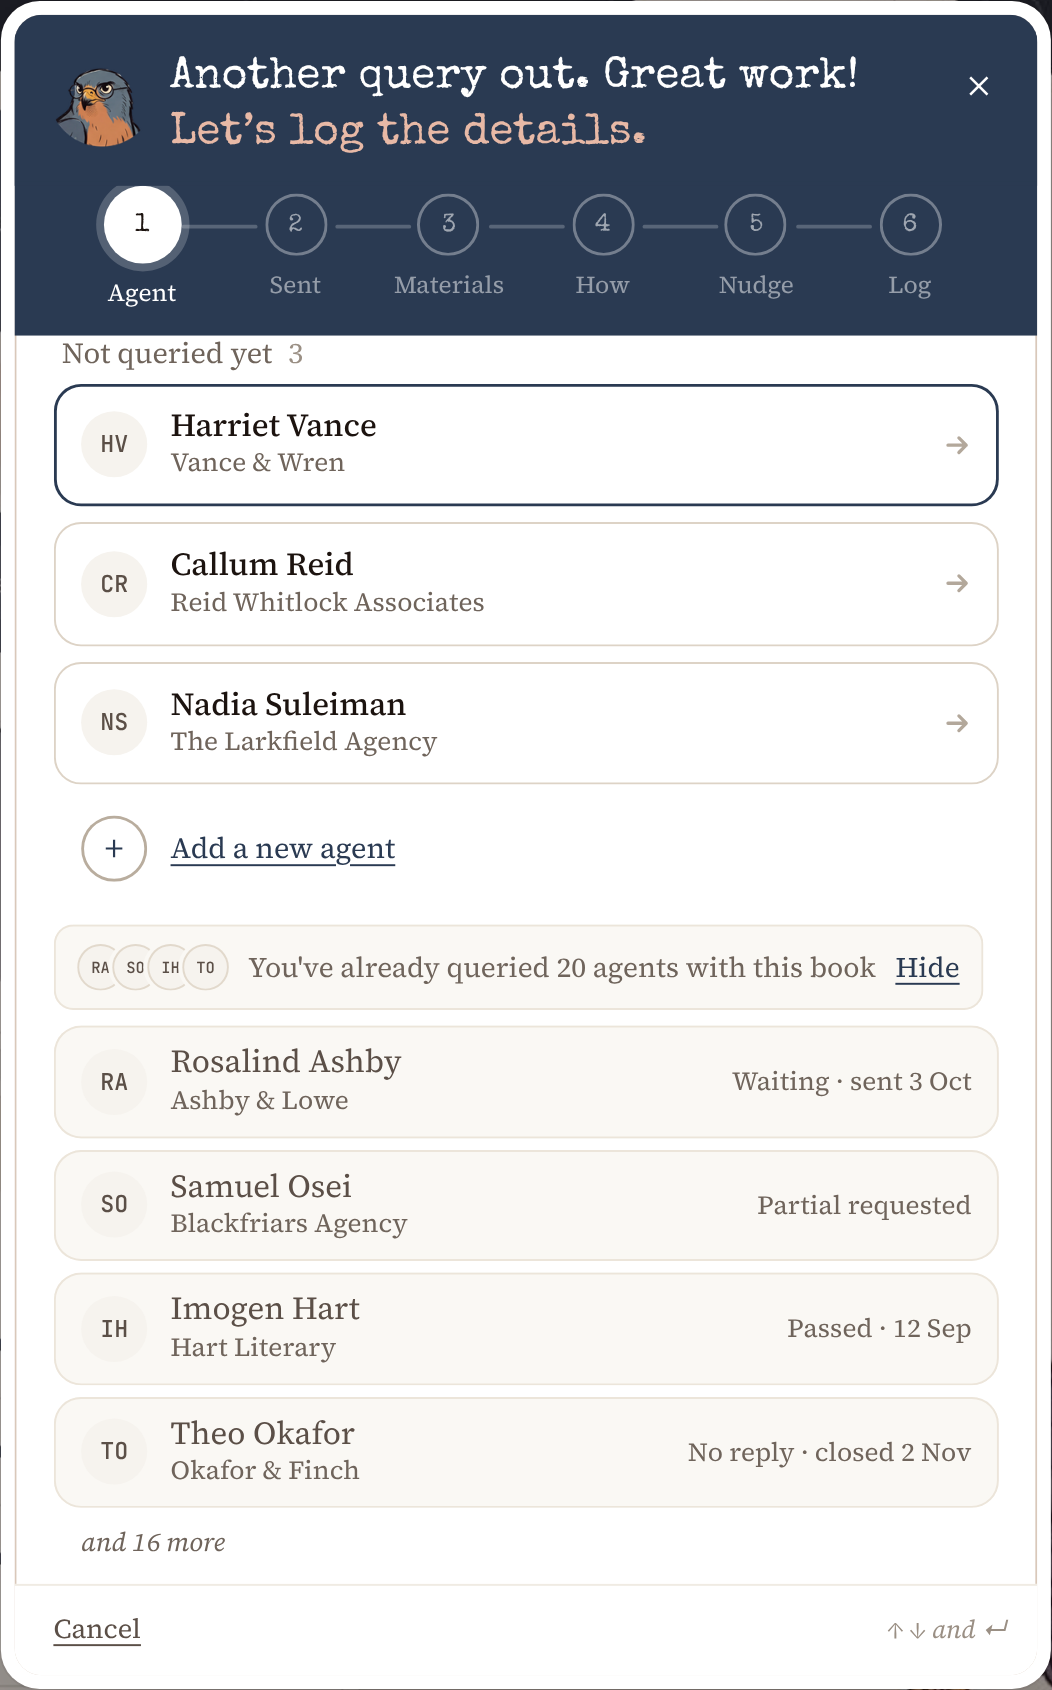 Another query out. Great work!
Let’s log the details.
1
2
3
4
5
6
Agent
Sent
Materials
How
Nudge
Log
Not queried yet 3
HV
Harriet Vance
Vance & Wren
CR
Callum Reid
Reid Whitlock Associates
NS
Nadia Suleiman
The Larkfield Agency
+ Add a new agent
RA SO IH TO You've already queried 20 agents with this book Hide
RA
Rosalind Ashby
Ashby & Lowe
Waiting · sent 3 Oct
SO
Samuel Osei
Blackfriars Agency
Partial requested
IH
Imogen Hart
Hart Literary
Passed · 12 Sep
TO
Theo Okafor
Okafor & Finch
No reply · closed 2 Nov
and 16 more
Cancel
↑ ↓ and ↵